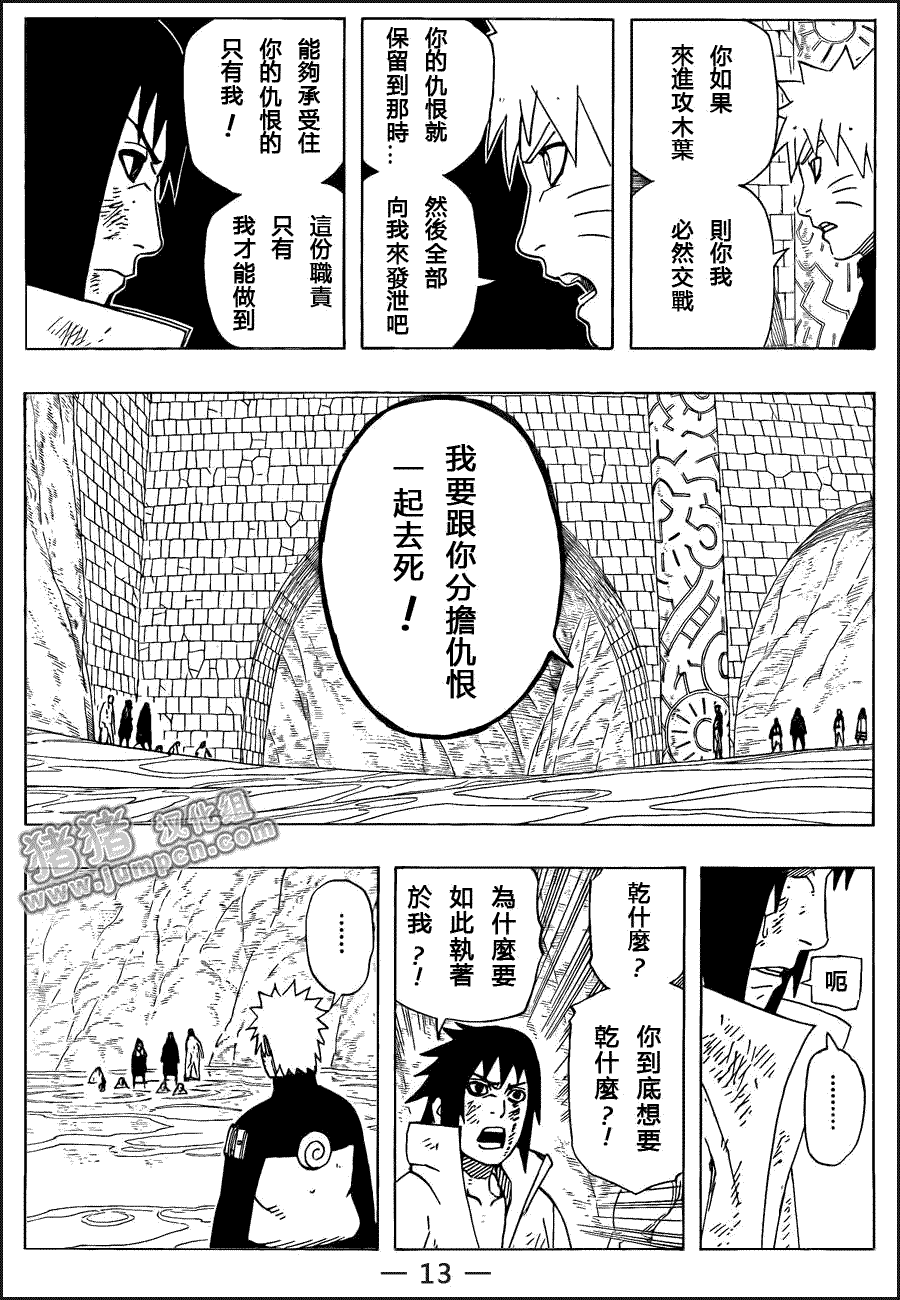 你如果
來進攻木葉
則你我
必然交戰
你的仇恨就
保留到那時…
然後全部
向我來發泄吧
能夠承受住
你的仇恨的
只有我！
這份職責
只有
我才能做到
我要跟你分擔仇恨
一起去死！
呃
………
乾什麼？
你到底想要
乾什麼？！
為什麼要
如此執著
於我？！
……
猪猪 汉化组
www.jumpcn.com
— 13 —